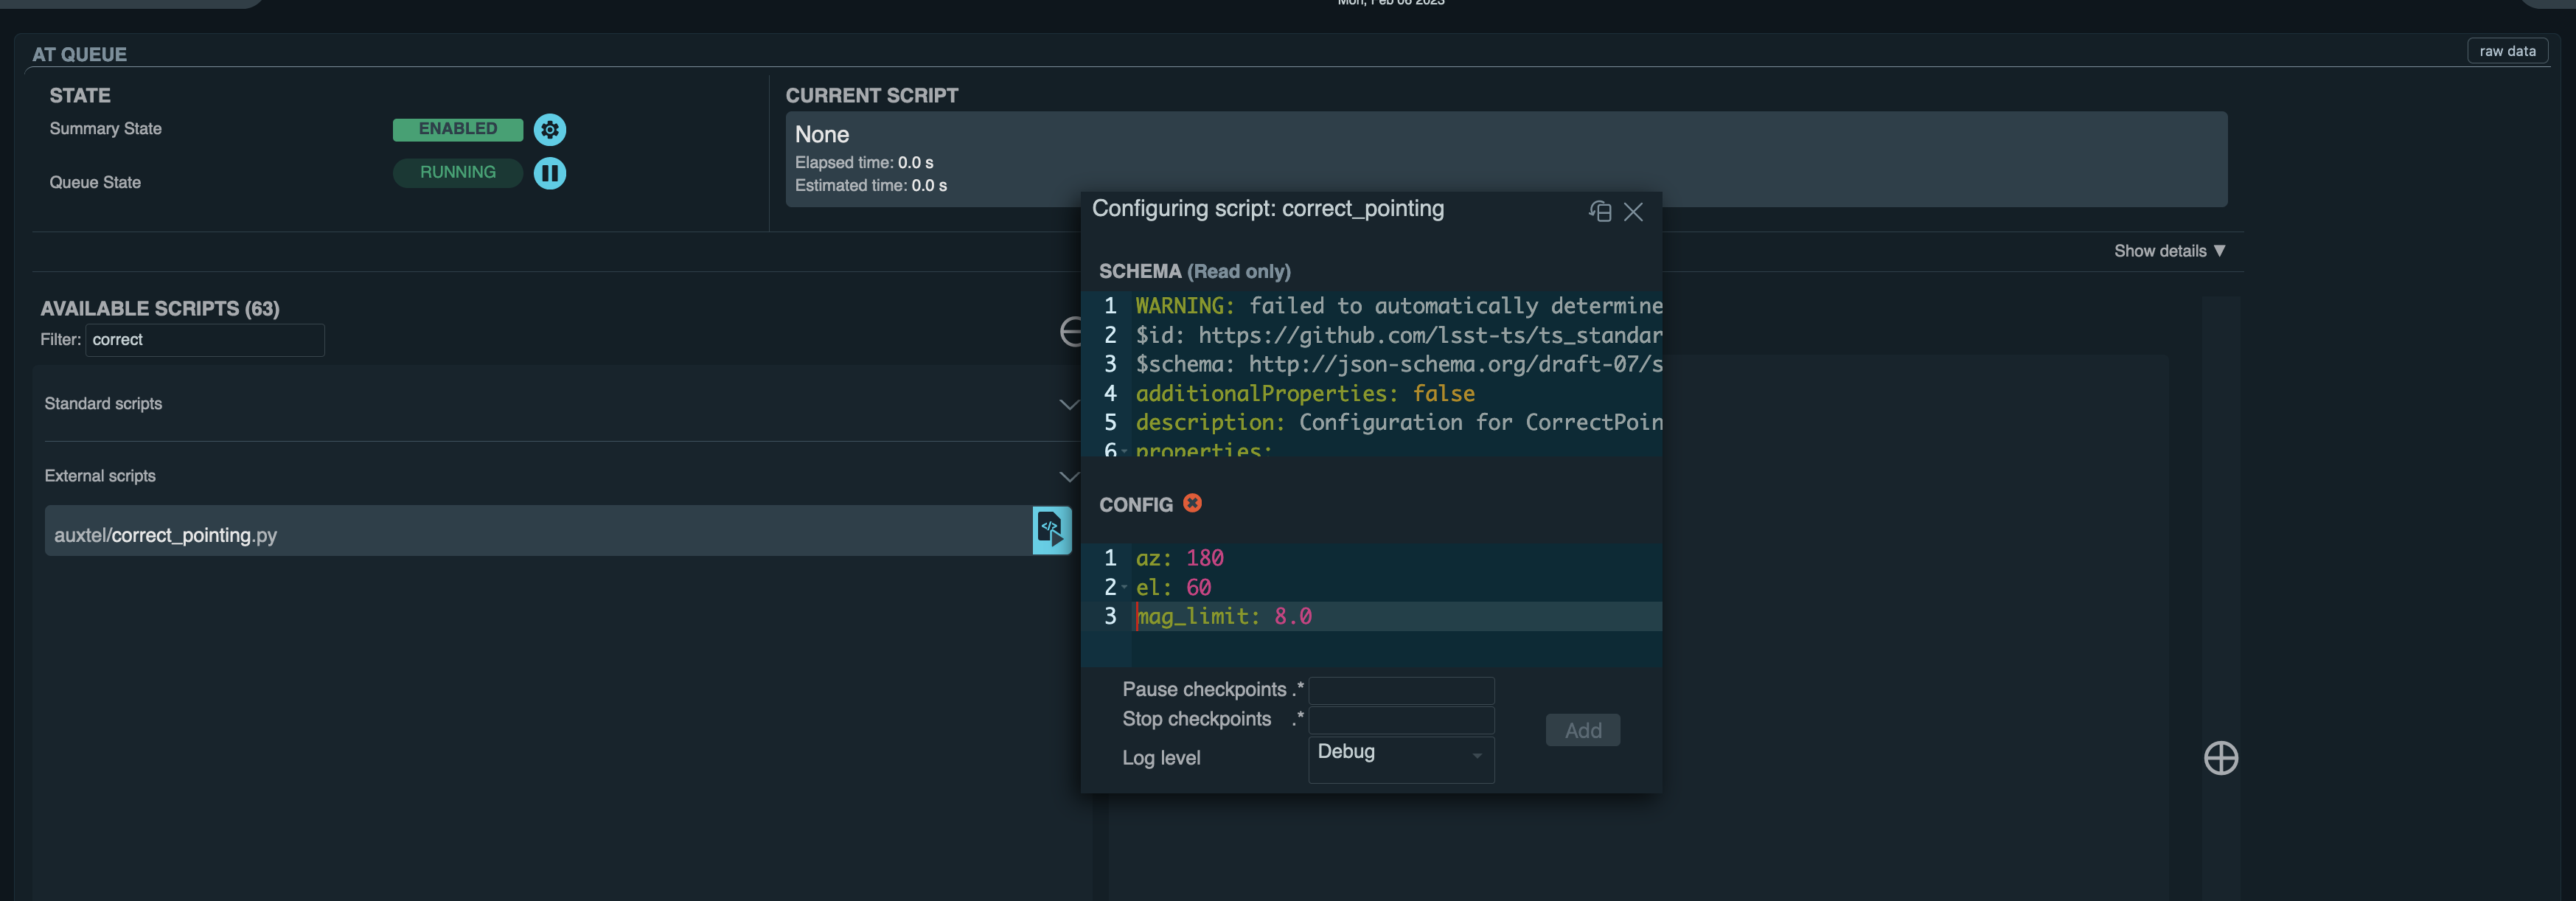 Mon, Feb 06 2023
AT QUEUE
raw data
STATE
Summary State
ENABLED
Queue State
RUNNING
CURRENT SCRIPT
None
Elapsed time: 0.0 s
Estimated time: 0.0 s
Show details ▼
AVAILABLE SCRIPTS (63)
Filter: correct
Standard scripts
External scripts
auxtel/correct_pointing.py
Configuring script: correct_pointing
SCHEMA (Read only)
1 WARNING: failed to automatically determine
2 $id: https://github.com/lsst-ts/ts_standar
3 $schema: http://json-schema.org/draft-07/s
4 additionalProperties: false
5 description: Configuration for CorrectPoin
6 properties:
CONFIG
1 az: 180
2 el: 60
3 mag_limit: 8.0
Pause checkpoints .*
Stop checkpoints .*
Log level
Debug
Add